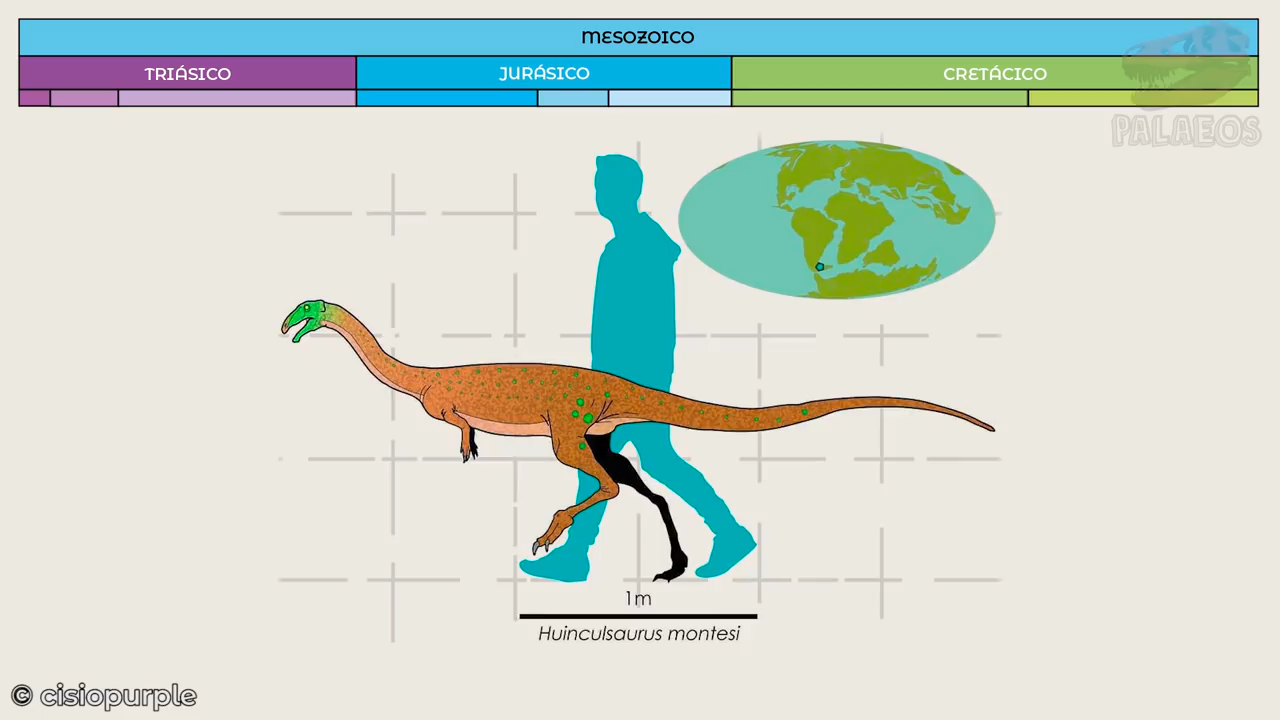 MESOZOICO
TRIÁSICO JURÁSICO CRETÁCICO
PALAEOS
1m
Huinculsaurus montesi
© cisiopurple